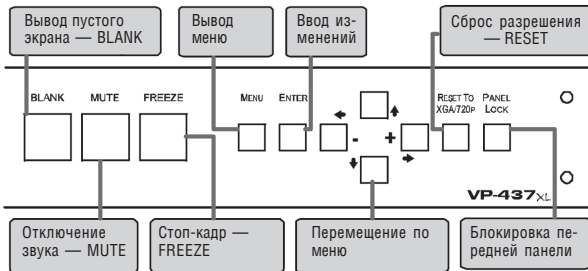 Вывод пустого
экрана — BLANK
Вывод
меню
Ввод из-
менений
Сброс разрешения
— RESET
BLANK
MUTE
FREEZE
MENU
ENTER
-
+
RESET TO
XGA/720P
PANEL
LOCK
VP-437XL
Отключение
звука — MUTE
Стоп-кадр —
FREEZE
Перемещение по
меню
Блокировка пе-
редней панели